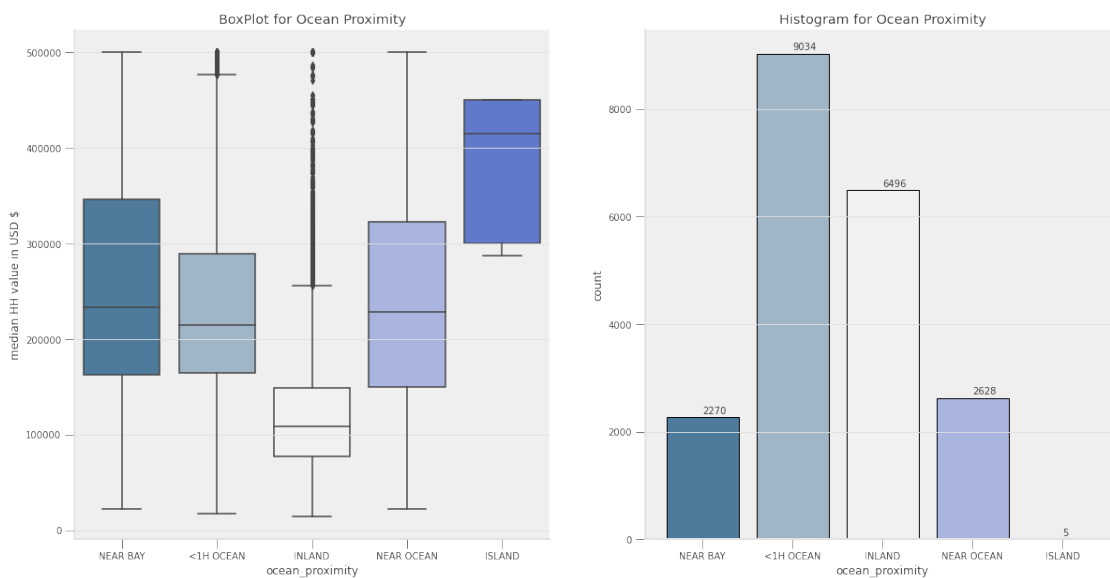 BoxPlot for Ocean Proximity
median HH value in USD $
500000
400000
300000
200000
100000
0
NEAR BAY
<1H OCEAN
INLAND
NEAR OCEAN
ISLAND
ocean_proximity
Histogram for Ocean Proximity
count
8000
6000
4000
2000
0
2270
9034
6496
2628
5
NEAR BAY
<1H OCEAN
INLAND
NEAR OCEAN
ISLAND
ocean_proximity